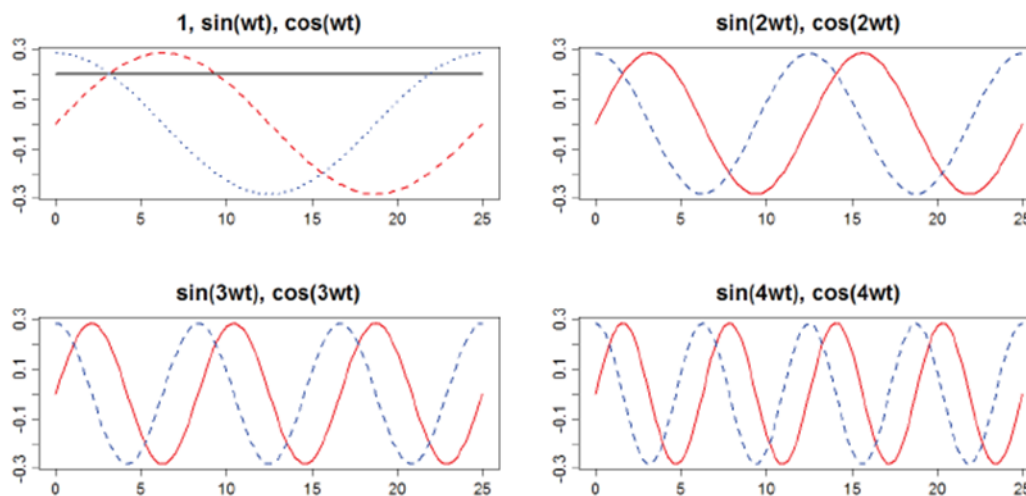 1, sin(wt), cos(wt)
0.3
0.1
-0.1
-0.3
0 5 10 15 20 25
sin(2wt), cos(2wt)
0.3
0.1
-0.1
-0.3
0 5 10 15 20 25
sin(3wt), cos(3wt)
0.3
0.1
-0.1
-0.3
0 5 10 15 20 25
sin(4wt), cos(4wt)
0.3
0.1
-0.1
-0.3
0 5 10 15 20 25